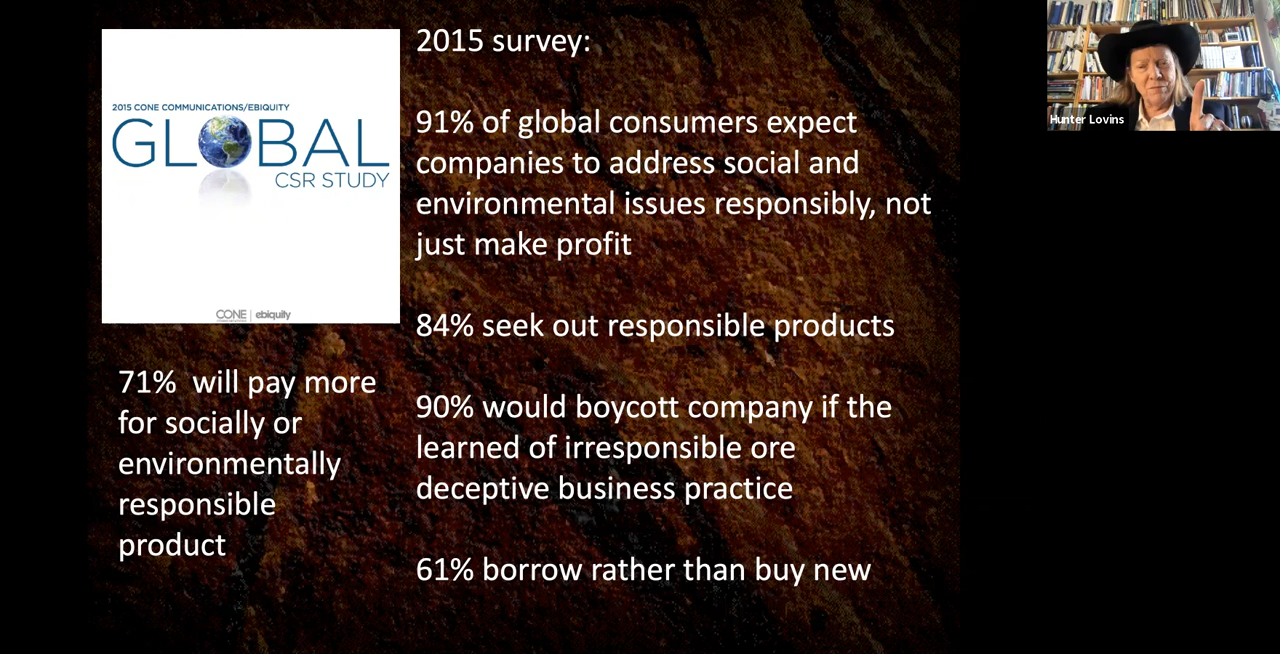 2015 CONE COMMUNICATIONS/EBIQUITY
GLOBAL
CSR STUDY
CONE | ebiquity
71%  will pay more
for socially or
environmentally
responsible
product
2015 survey:
91% of global consumers expect
companies to address social and
environmental issues responsibly, not
just make profit
84% seek out responsible products
90% would boycott company if the
learned of irresponsible ore
deceptive business practice
61% borrow rather than buy new
Hunter Lovins